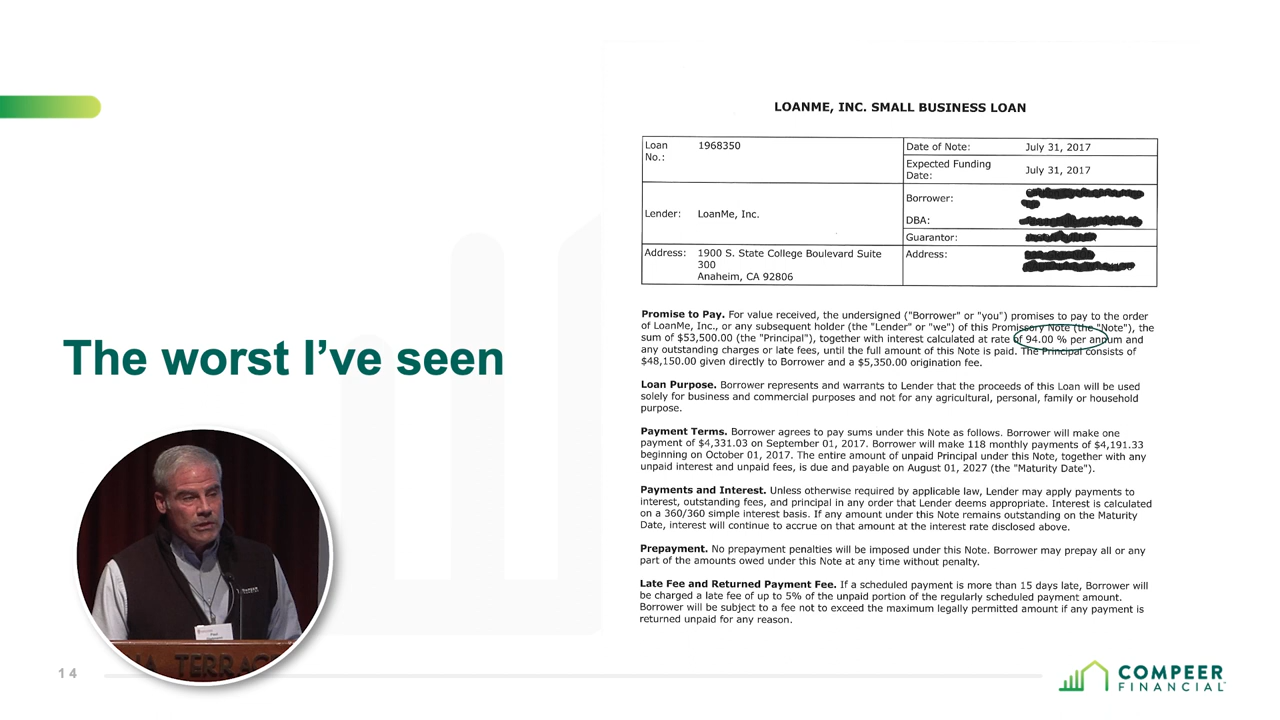 LOANME, INC. SMALL BUSINESS LOAN
Loan No.: 1968350
Date of Note: July 31, 2017
Expected Funding Date: July 31, 2017
Lender: LoanMe, Inc.
Borrower:
DBA:
Guarantor:
Address: 1900 S. State College Boulevard Suite
300
Anaheim, CA 92806
Address:
Promise to Pay. For value received, the undersigned ("Borrower" or "you") promises to pay to the order
of LoanMe, Inc., or any subsequent holder (the "Lender" or "we") of this Promissory Note (the "Note"), the
sum of $53,500.00 (the "Principal"), together with interest calculated at rate of 94.00 % per annum and
any outstanding charges or late fees, until the full amount of this Note is paid. The Principal consists of
$48,150.00 given directly to Borrower and a $5,350.00 origination fee.
Loan Purpose. Borrower represents and warrants to Lender that the proceeds of this Loan will be used
solely for business and commercial purposes and not for any agricultural, personal, family or household
purpose.
Payment Terms. Borrower agrees to pay sums under this Note as follows. Borrower will make one
payment of $4,331.03 on September 01, 2017. Borrower will make 118 monthly payments of $4,191.33
beginning on October 01, 2017. The entire amount of unpaid Principal under this Note, together with any
unpaid interest and unpaid fees, is due and payable on August 01, 2027 (the "Maturity Date").
Payments and Interest. Unless otherwise required by applicable law, Lender may apply payments to
interest, outstanding fees, and principal in any order that Lender deems appropriate. Interest is calculated
on a 360/360 simple interest basis. If any amount under this Note remains outstanding on the Maturity
Date, interest will continue to accrue on that amount at the interest rate disclosed above.
Prepayment. No prepayment penalties will be imposed under this Note. Borrower may prepay all or any
part of the amounts owed under this Note at any time without penalty.
Late Fee and Returned Payment Fee. If a scheduled payment is more than 15 days late, Borrower will
be charged a late fee of up to 5% of the unpaid portion of the regularly scheduled payment amount.
Borrower will be subject to a fee not to exceed the maximum legally permitted amount if any payment is
returned unpaid for any reason.
The worst I've seen
TERRAC
14
COMPEER
FINANCIAL